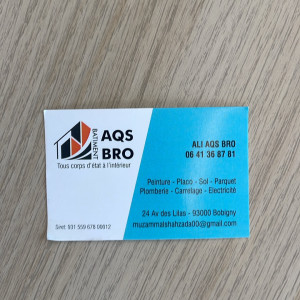 AQS
BATIMENT
BRO
Tous corps d'état à l'intérieur
ALI AQS BRO
06 41 36 87 81
Peinture - Placo - Sol - Parquet
Plomberie - Carrelage - Electricité
24 Av des Lilas - 93000 Bobigny
muzammalshahzada00@gmail.com
Siret: 931 559 676 00012